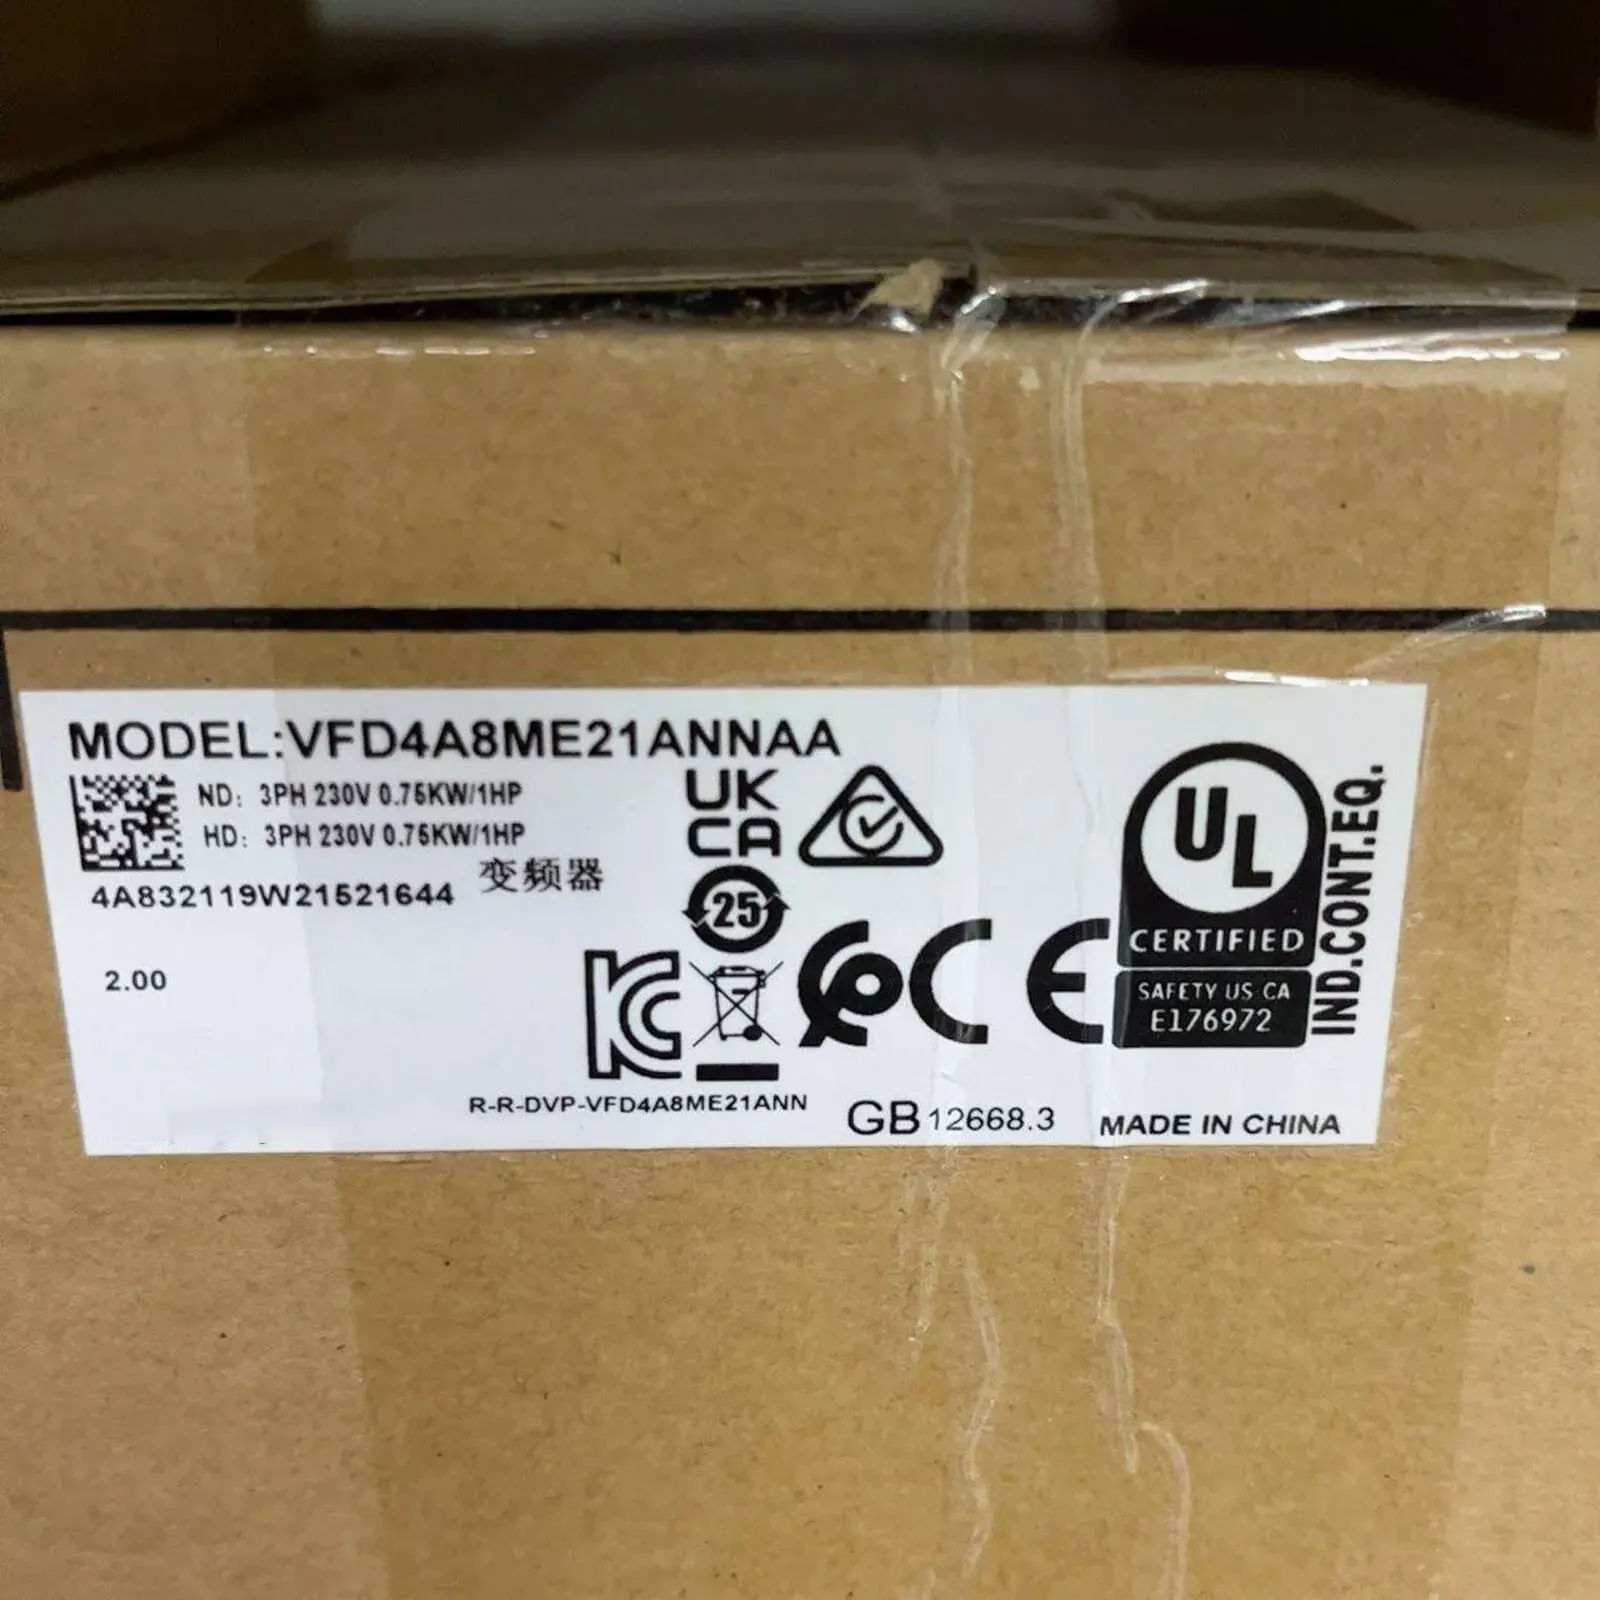 MODEL:VFD4A8ME21ANNAA
ND: 3PH 230V 0.75KW/1HP
HD: 3PH 230V 0.75KW/1HP
变频器
4A832119W21521644
2.00
UK
CA
25
CE
UL
CERTIFIED
SAFETY US CA
E176972
IND.CONT.EQ.
R-R-DVP-VFD4A8ME21ANN
GB 12668.3
MADE IN CHINA